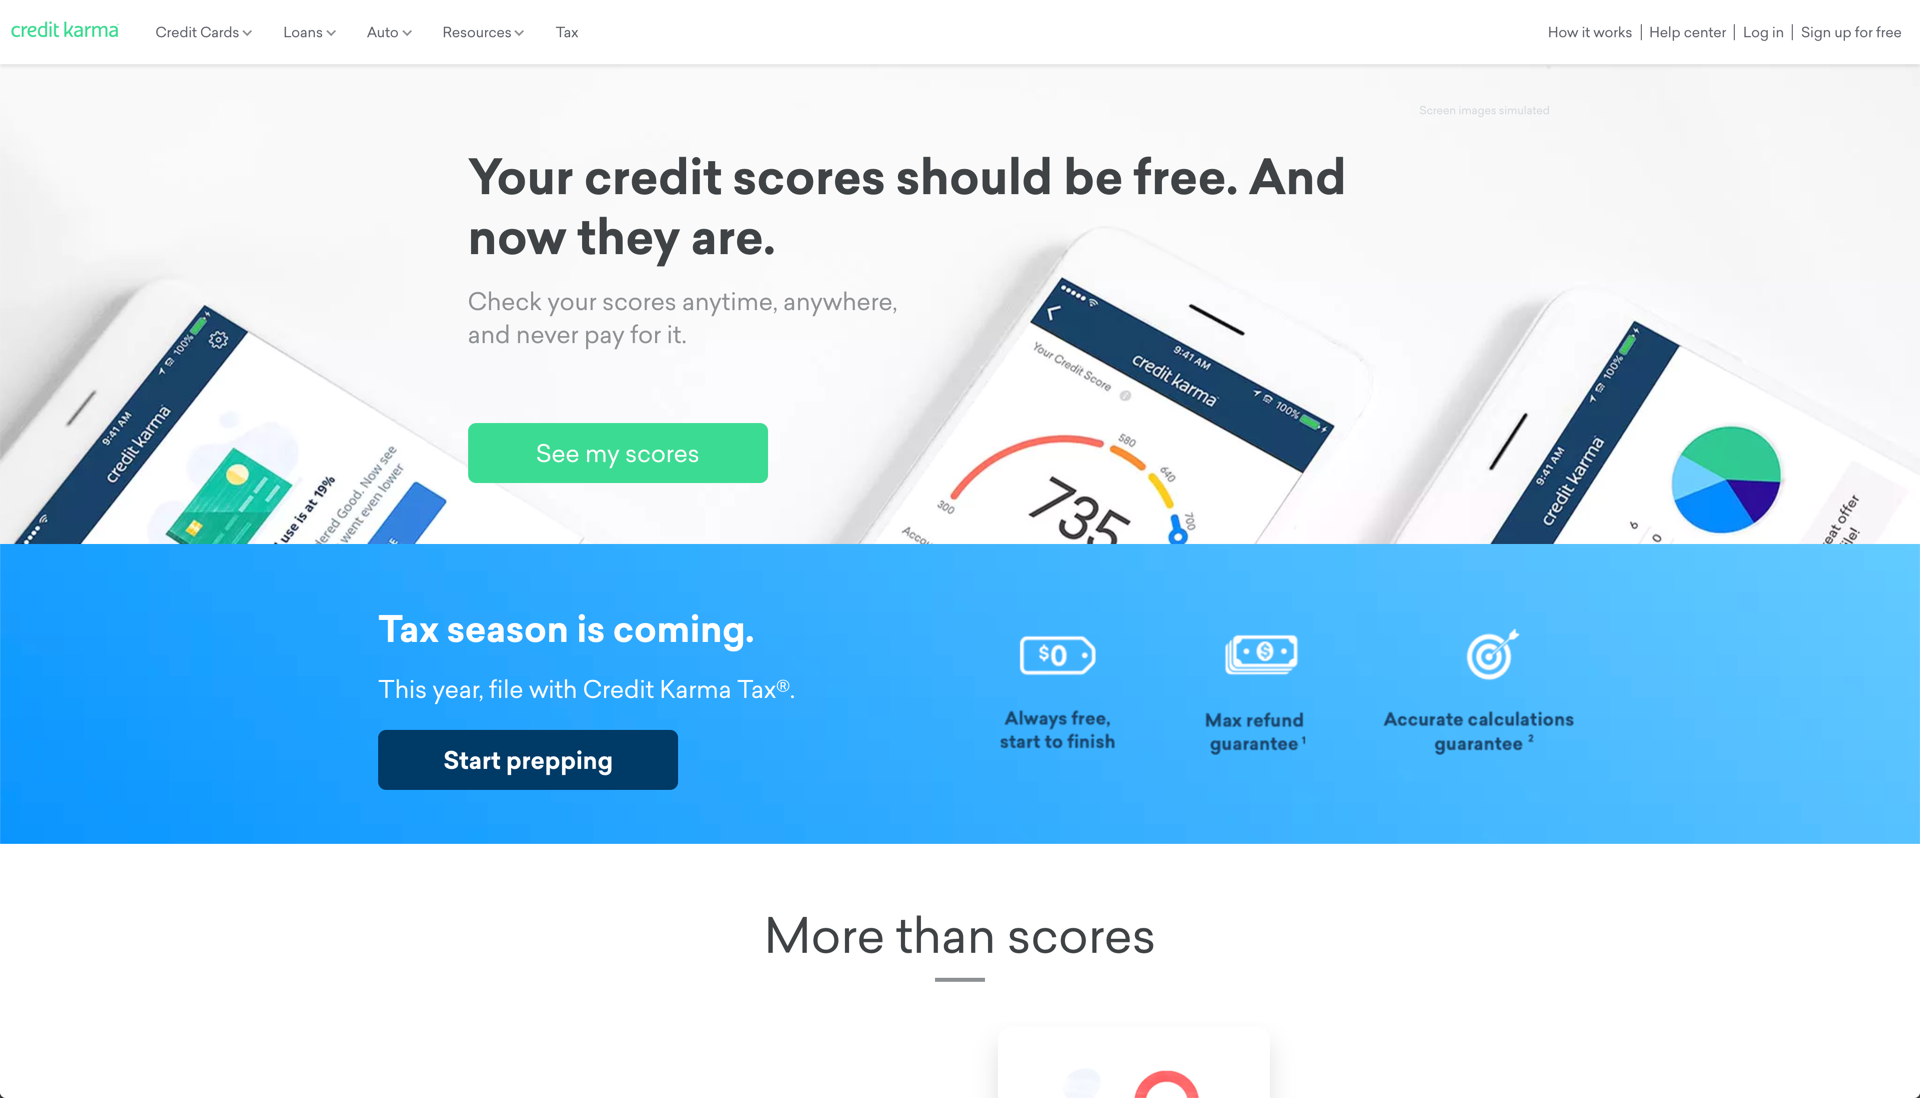 credit karma
Credit Cards
Loans
Auto
Resources
Tax
How it works
Help center
Log in
Sign up for free
Screen images simulated
Your credit scores should be free. And
now they are.
Check your scores anytime, anywhere,
and never pay for it.
See my scores
9:41 AM
100%
credit karma
use is at 19%
Good. Now see
went even lower
9:41 AM
100%
credit karma
Your Credit Score
300
580
640
700
735
9:41 AM
100%
credit karma
6
0
offer
Tax season is coming.
This year, file with Credit Karma Tax®.
Start prepping
$0
Always free,
start to finish
$
Max refund
guarantee 1
Accurate calculations
guarantee 2
More than scores